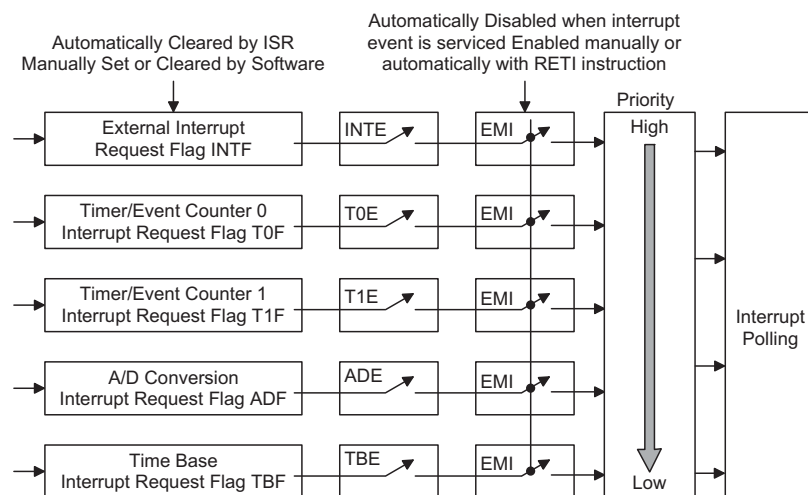 Automatically Cleared by ISR
Manually Set or Cleared by Software
Automatically Disabled when interrupt
event is serviced Enabled manually or
automatically with RETI instruction
Priority
High
External Interrupt
Request Flag INTF
INTE
EMI
Timer/Event Counter 0
Interrupt Request Flag T0F
T0E
EMI
Timer/Event Counter 1
Interrupt Request Flag T1F
T1E
EMI
Interrupt
Polling
A/D Conversion
Interrupt Request Flag ADF
ADE
EMI
Time Base
Interrupt Request Flag TBF
TBE
EMI
Low